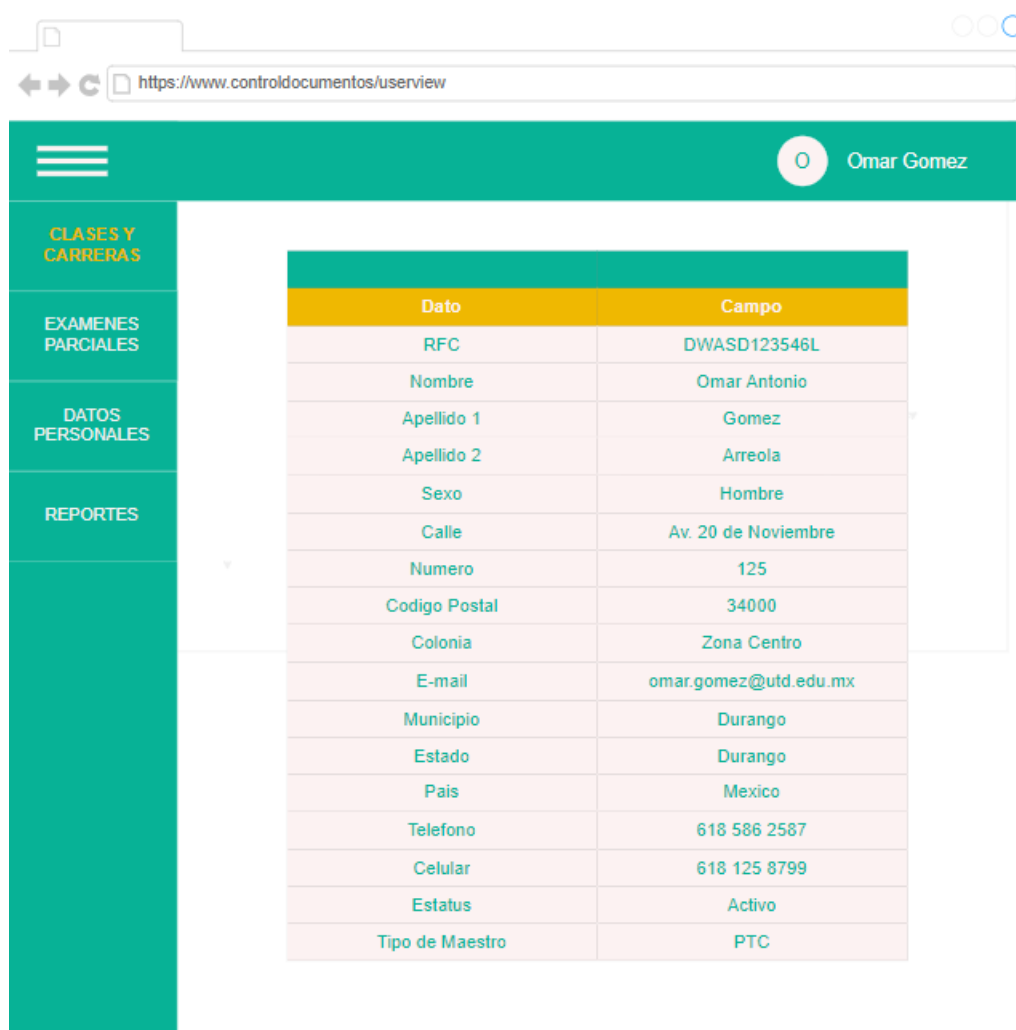 https://www.controldocumentos/userview
O Omar Gomez
CLASES Y
CARRERAS
EXAMENES
PARCIALES
DATOS
PERSONALES
REPORTES
Dato Campo
RFC DWASD123546L
Nombre Omar Antonio
Apellido 1 Gomez
Apellido 2 Arreola
Sexo Hombre
Calle Av. 20 de Noviembre
Numero 125
Codigo Postal 34000
Colonia Zona Centro
E-mail omar.gomez@utd.edu.mx
Municipio Durango
Estado Durango
Pais Mexico
Telefono 618 586 2587
Celular 618 125 8799
Estatus Activo
Tipo de Maestro PTC